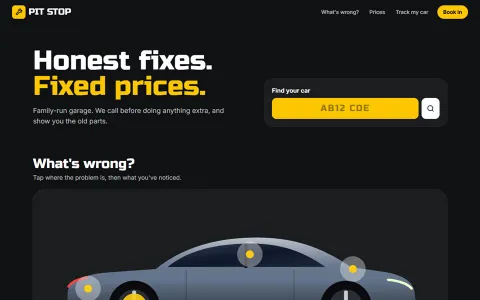 PIT STOP
What's wrong?
Prices
Track my car
Book in
Honest fixes.
Fixed prices.
Family-run garage. We call before doing anything extra, and
show you the old parts.
Find your car
AB12 CDE
What's wrong?
Tap where the problem is, then what you've noticed.